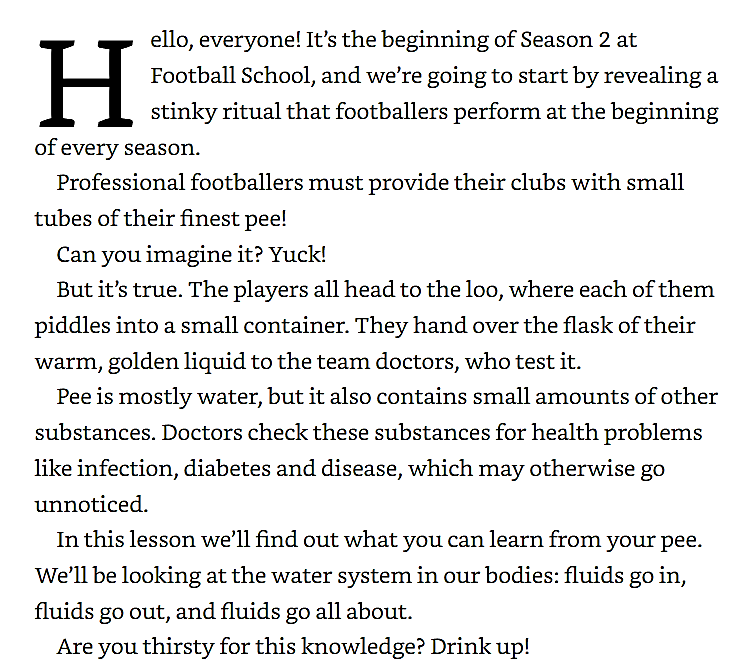 Hello, everyone! It’s the beginning of Season 2 at
Football School, and we’re going to start by revealing a
stinky ritual that footballers perform at the beginning
of every season.
Professional footballers must provide their clubs with small
tubes of their finest pee!
Can you imagine it? Yuck!
But it’s true. The players all head to the loo, where each of them
piddles into a small container. They hand over the flask of their
warm, golden liquid to the team doctors, who test it.
Pee is mostly water, but it also contains small amounts of other
substances. Doctors check these substances for health problems
like infection, diabetes and disease, which may otherwise go
unnoticed.
In this lesson we’ll find out what you can learn from your pee.
We’ll be looking at the water system in our bodies: fluids go in,
fluids go out, and fluids go all about.
Are you thirsty for this knowledge? Drink up!